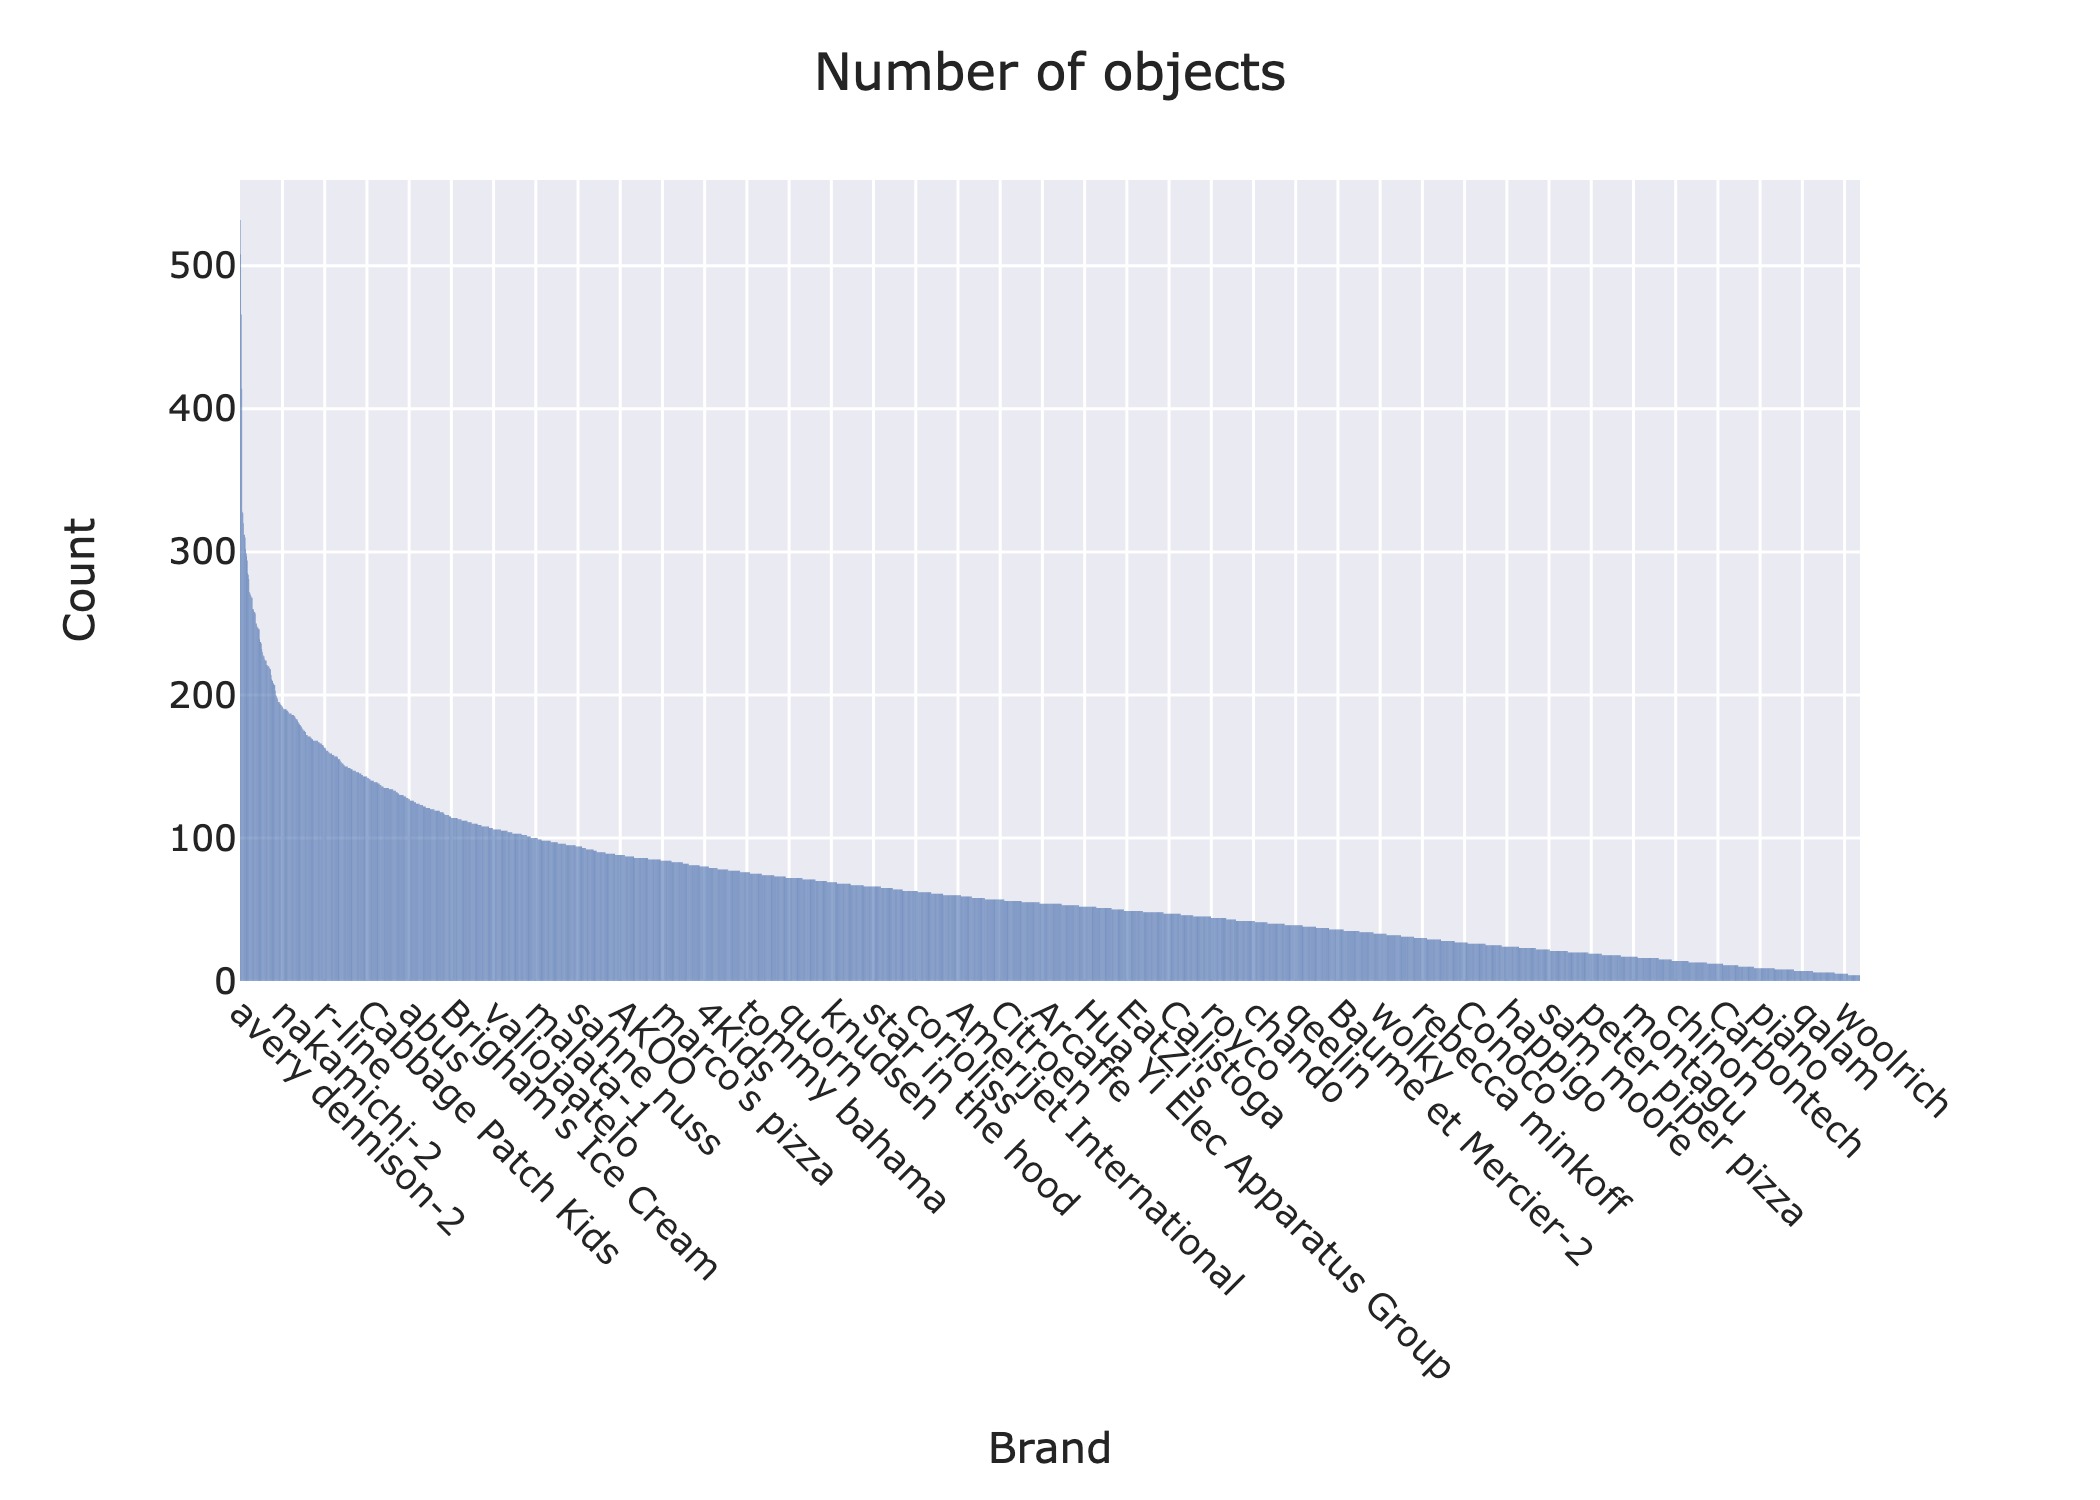 Number of objects
Count
500
400
300
200
100
0
avery dennison-2
nakamichi-2
r-line
Cabbage Patch Kids
abus
Brigham's Ice Cream
valiojaatelo
malata-1
sahne nuss
AKOO
marco's pizza
4Kids
tommy bahama
quorn
knudsen
star in the hood
corioliss
Amerijet International
Citroen
Arcaffe
Hua Yi Elec Apparatus Group
EatZi's
Calistoga
royco
chando
qeelin
Baume et Mercier-2
wolky
rebecca minkoff
Conoco
happigo
sam moore
peter piper pizza
montagu
chinon
Carbontech
piano
qalam
woolrich
Brand